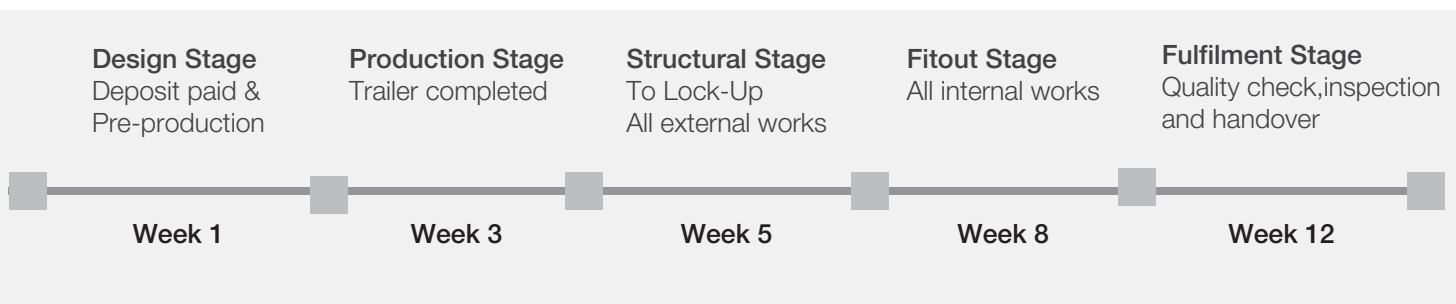 Design Stage
Deposit paid &
Pre-production
Production Stage
Trailer completed
Structural Stage
To Lock-Up
All external works
Fitout Stage
All internal works
Fulfilment Stage
Quality check,inspection
and handover
Week 1
Week 3
Week 5
Week 8
Week 12